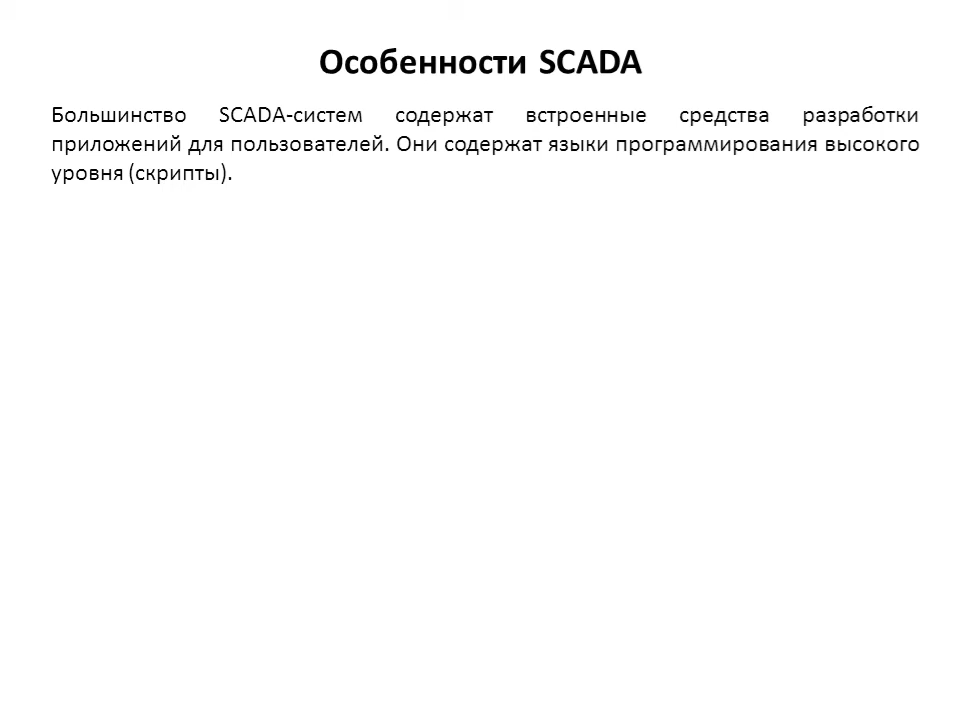 Особенности SCADA
Большинство SCADA-систем содержат встроенные средства разработки
приложений для пользователей. Они содержат языки программирования высокого
уровня (скрипты).